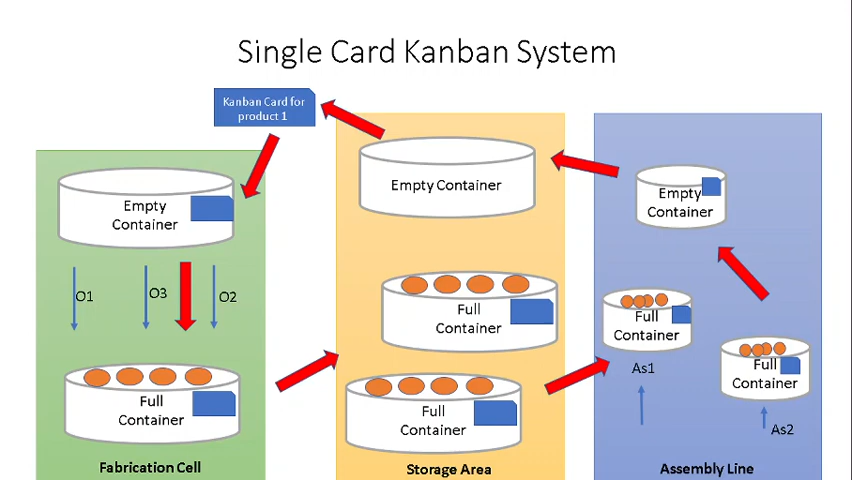 Single Card Kanban System
Kanban Card for
product 1
Empty
Container
O1
O3
O2
Full
Container
Fabrication Cell
Empty Container
Full
Container
Full
Container
Storage Area
Empty
Container
Full
Container
As1
Full
Container
As2
Assembly Line